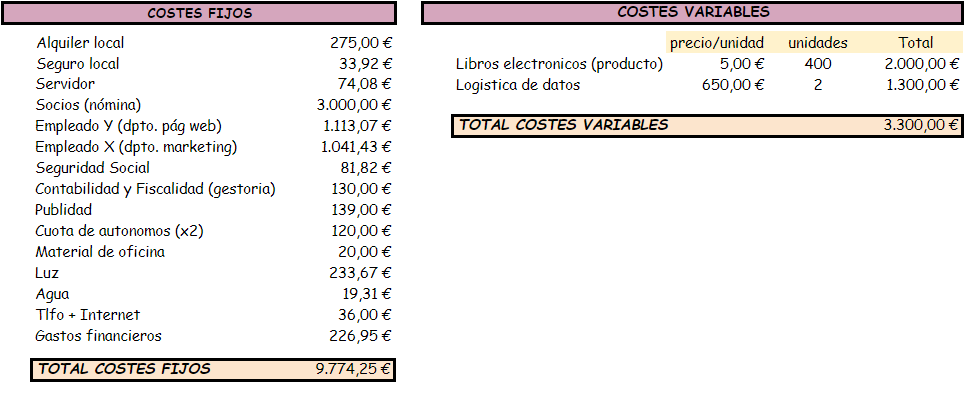 COSTES FIJOS
Alquiler local 275,00 €
Seguro local 33,92 €
Servidor 74,08 €
Socios (nómina) 3.000,00 €
Empleado Y (dpto. pág web) 1.113,07 €
Empleado X (dpto. marketing) 1.041,43 €
Seguridad Social 81,82 €
Contabilidad y Fiscalidad (gestoria) 130,00 €
Publidad 139,00 €
Cuota de autonomos (x2) 120,00 €
Material de oficina 20,00 €
Luz 233,67 €
Agua 19,31 €
Tlfo + Internet 36,00 €
Gastos financieros 226,95 €
TOTAL COSTES FIJOS 9.774,25 €
COSTES VARIABLES
precio/unidad unidades Total
Libros electronicos (producto) 5,00 € 400 2.000,00 €
Logistica de datos 650,00 € 2 1.300,00 €
TOTAL COSTES VARIABLES 3.300,00 €